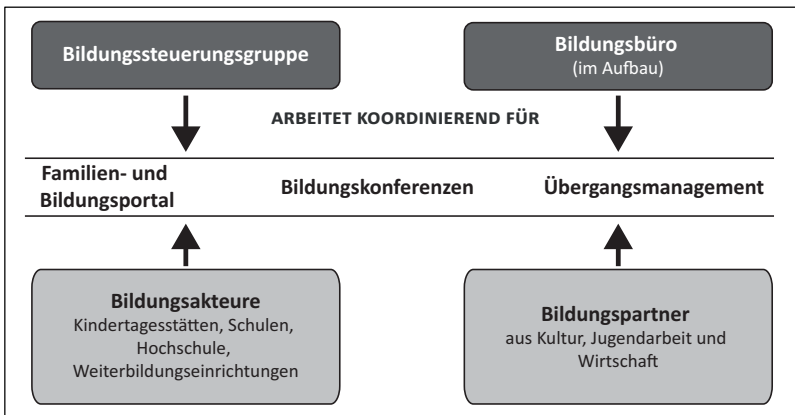 Bildungssteuerungsgruppe
Bildungsbüro
(im Aufbau)
ARBEITET KOORDINIEREND FÜR
Familien- und
Bildungsportal
Bildungskonferenzen
Übergangsmanagement
Bildungsakteure
Kindertagesstätten, Schulen,
Hochschule,
Weiterbildungseinrichtungen
Bildungspartner
aus Kultur, Jugendarbeit und
Wirtschaft